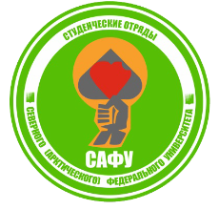 СТУДЕНЧЕСКИЕ ОТРЯДЫ
САФУ
СЕВЕРНОГО (АРКТИЧЕСКОГО) ФЕДЕРАЛЬНОГО УНИВЕРСИТЕТА